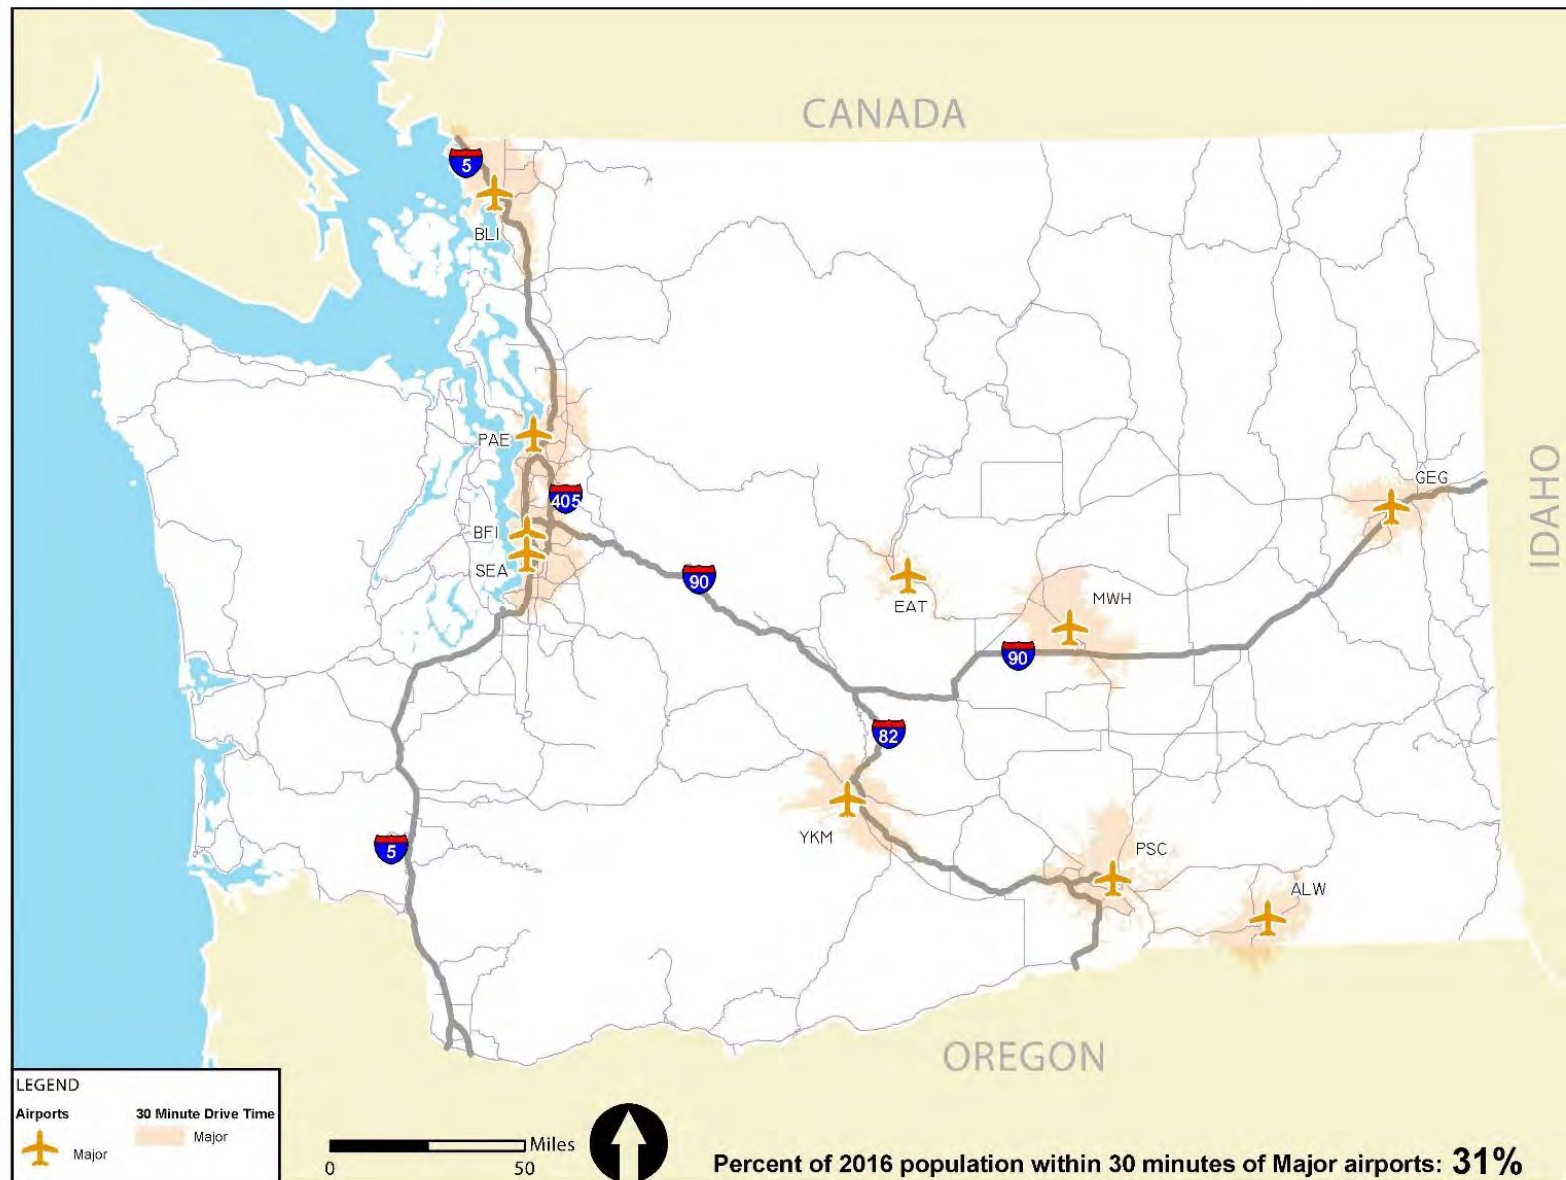 CANADA
5
BLI
PAE
405
BFI
SEA
90
EAT
MWH
GEG
IDAHO
90
82
YKM
5
PSC
ALW
OREGON
LEGEND
Airports 30 Minute Drive Time
Major Major
Miles
0 50
Percent of 2016 population within 30 minutes of Major airports: 31%